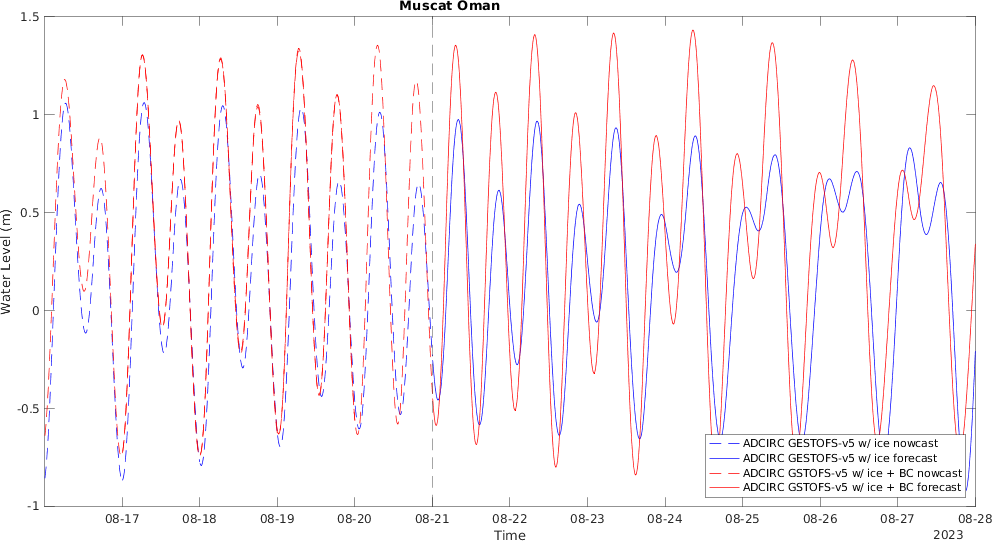 Muscat Oman
1.5
1
0.5
0
-0.5
-1
Water Level (m)
08-17
08-18
08-19
08-20
08-21
08-22
08-23
08-24
08-25
08-26
08-27
08-28
Time
2023
ADCIRC GESTOFS-v5 w/ ice nowcast
ADCIRC GESTOFS-v5 w/ ice forecast
ADCIRC GSTOFS-v5 w/ ice + BC nowcast
ADCIRC GSTOFS-v5 w/ ice + BC forecast